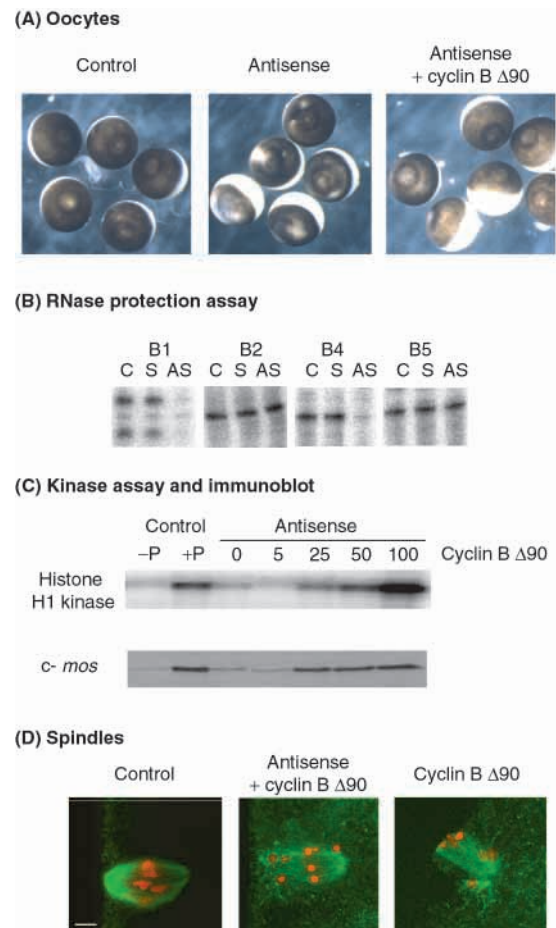 (A) Oocytes
Control
Antisense
Antisense
+ cyclin B Δ90
(B) RNase protection assay
B1 B2 B4 B5
C S AS C S AS C S AS C S AS
(C) Kinase assay and immunoblot
Control Antisense
−P +P 0 5 25 50 100 Cyclin B Δ90
Histone
H1 kinase
c- mos
(D) Spindles
Control
Antisense
+ cyclin B Δ90
Cyclin B Δ90